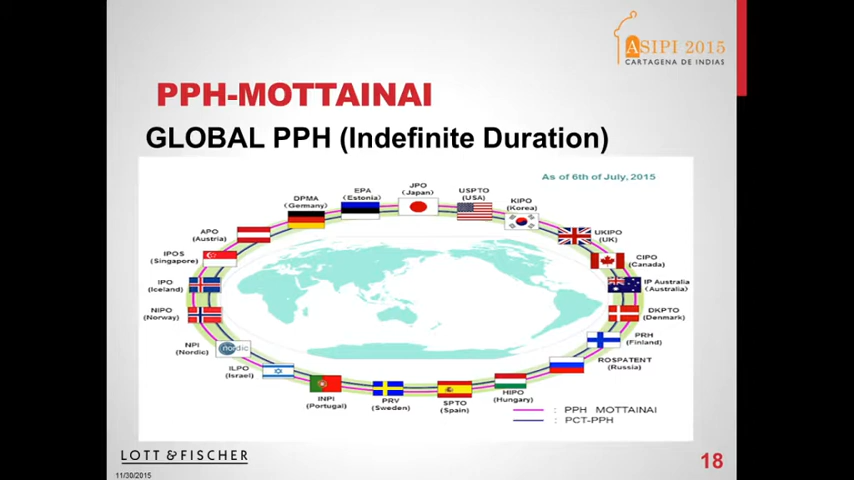 ASIPI 2015
CARTAGENA DE INDIAS
PPH-MOTTAINAI
GLOBAL PPH (Indefinite Duration)
As of 6th of July, 2015
JPO
(Japan)
USPTO
(USA)
KIPO
(Korea)
UKIPO
(UK)
CIPO
(Canada)
IP Australia
(Australia)
DKPTO
(Denmark)
PRH
(Finland)
ROSPATENT
(Russia)
HIPO
(Hungary)
SPTO
(Spain)
PRV
(Sweden)
INPI
(Portugal)
ILPO
(Israel)
NPI
(Nordic)
nordic
NIPO
(Norway)
IPO
(Iceland)
IPOS
(Singapore)
APO
(Austria)
DPMA
(Germany)
EPA
(Estonia)
: PPH MOTTAINAI
: PCT-PPH
LOTT & FISCHER
18
11/30/2015